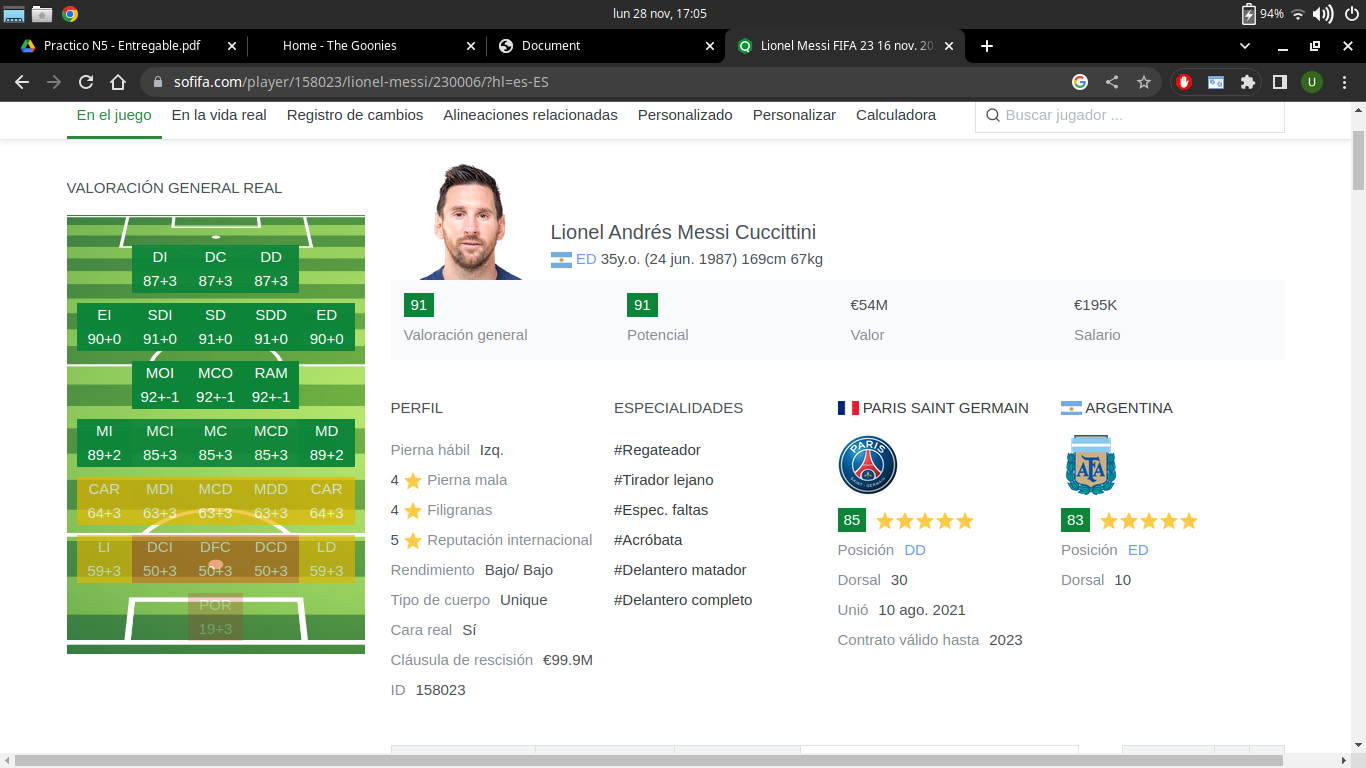 lun 28 nov, 17:05
94%
Practico N5 - Entregable.pdf
Home - The Goonies
Document
Lionel Messi FIFA 23 16 nov. 20
sofifa.com/player/158023/lionel-messi/230006/?hl=es-ES
U
En el juego En la vida real Registro de cambios Alineaciones relacionadas Personalizado Personalizar Calculadora
Buscar jugador ...
VALORACIÓN GENERAL REAL
DI DC DD
87+3 87+3 87+3
EI SDI SD SDD ED
90+0 91+0 91+0 91+0 90+0
MOI MCO RAM
92+-1 92+-1 92+-1
MI MCI MC MCD MD
89+2 85+3 85+3 85+3 89+2
CAR MDI MCD MDD CAR
64+3 63+3 63+3 63+3 64+3
LI DCI DFC DCD LD
59+3 50+3 50+3 50+3 59+3
POR
19+3
Lionel Andrés Messi Cuccittini
ED 35y.o. (24 jun. 1987) 169cm 67kg
91
Valoración general
91
Potencial
€54M
Valor
€195K
Salario
PERFIL
Pierna hábil Izq.
4 Pierna mala
4 Filigranas
5 Reputación internacional
Rendimiento Bajo/ Bajo
Tipo de cuerpo Unique
Cara real Sí
Cláusula de rescisión €99.9M
ID 158023
ESPECIALIDADES
#Regateador
#Tirador lejano
#Espec. faltas
#Acróbata
#Delantero matador
#Delantero completo
PARIS SAINT GERMAIN
PARIS
SAINT-GERMAIN
85
Posición DD
Dorsal 30
Unió 10 ago. 2021
Contrato válido hasta 2023
ARGENTINA
AFA
83
Posición ED
Dorsal 10